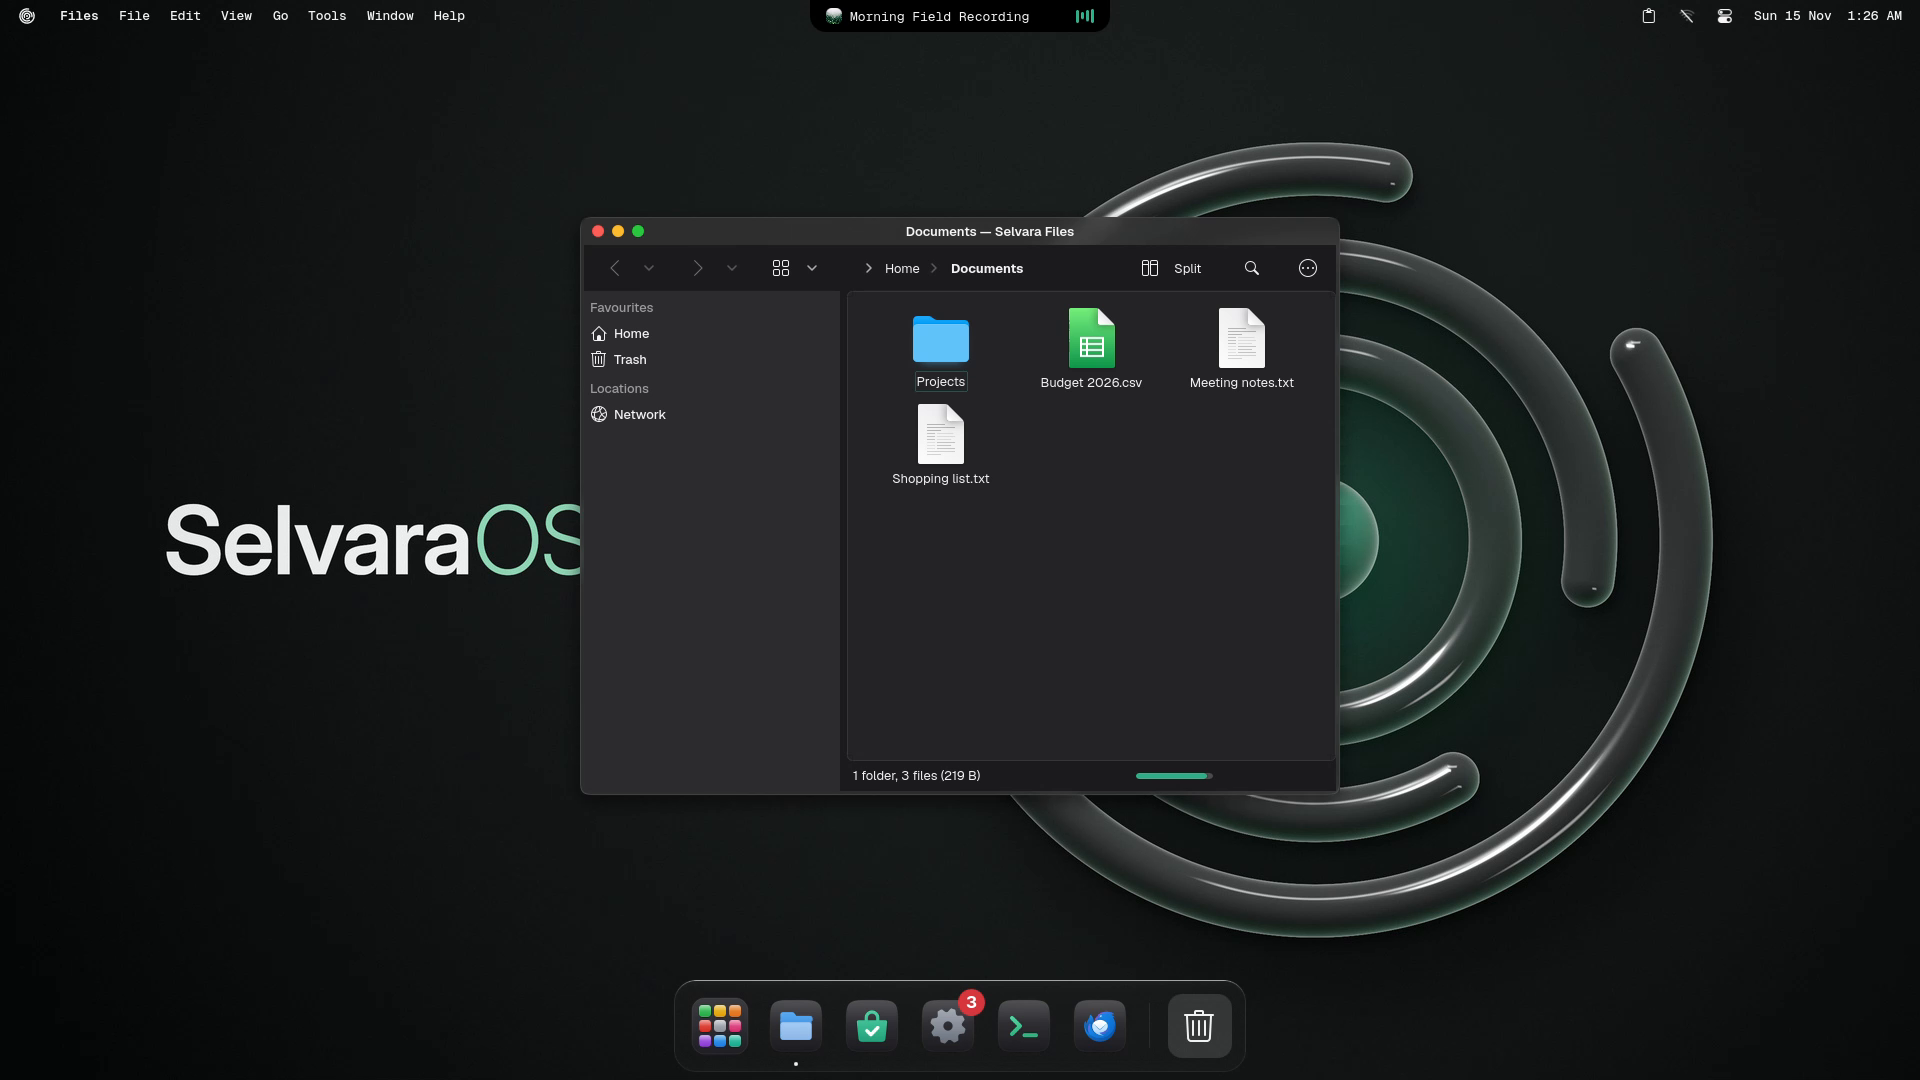 Files File Edit View Go Tools Window Help
Morning Field Recording
Sun 15 Nov 1:26 AM
Documents — Selvara Files
Home
Documents
Split
Favourites
Home
Trash
Locations
Network
Projects
Budget 2026.csv
Meeting notes.txt
Shopping list.txt
SelvaraOS
1 folder, 3 files (219 B)
3